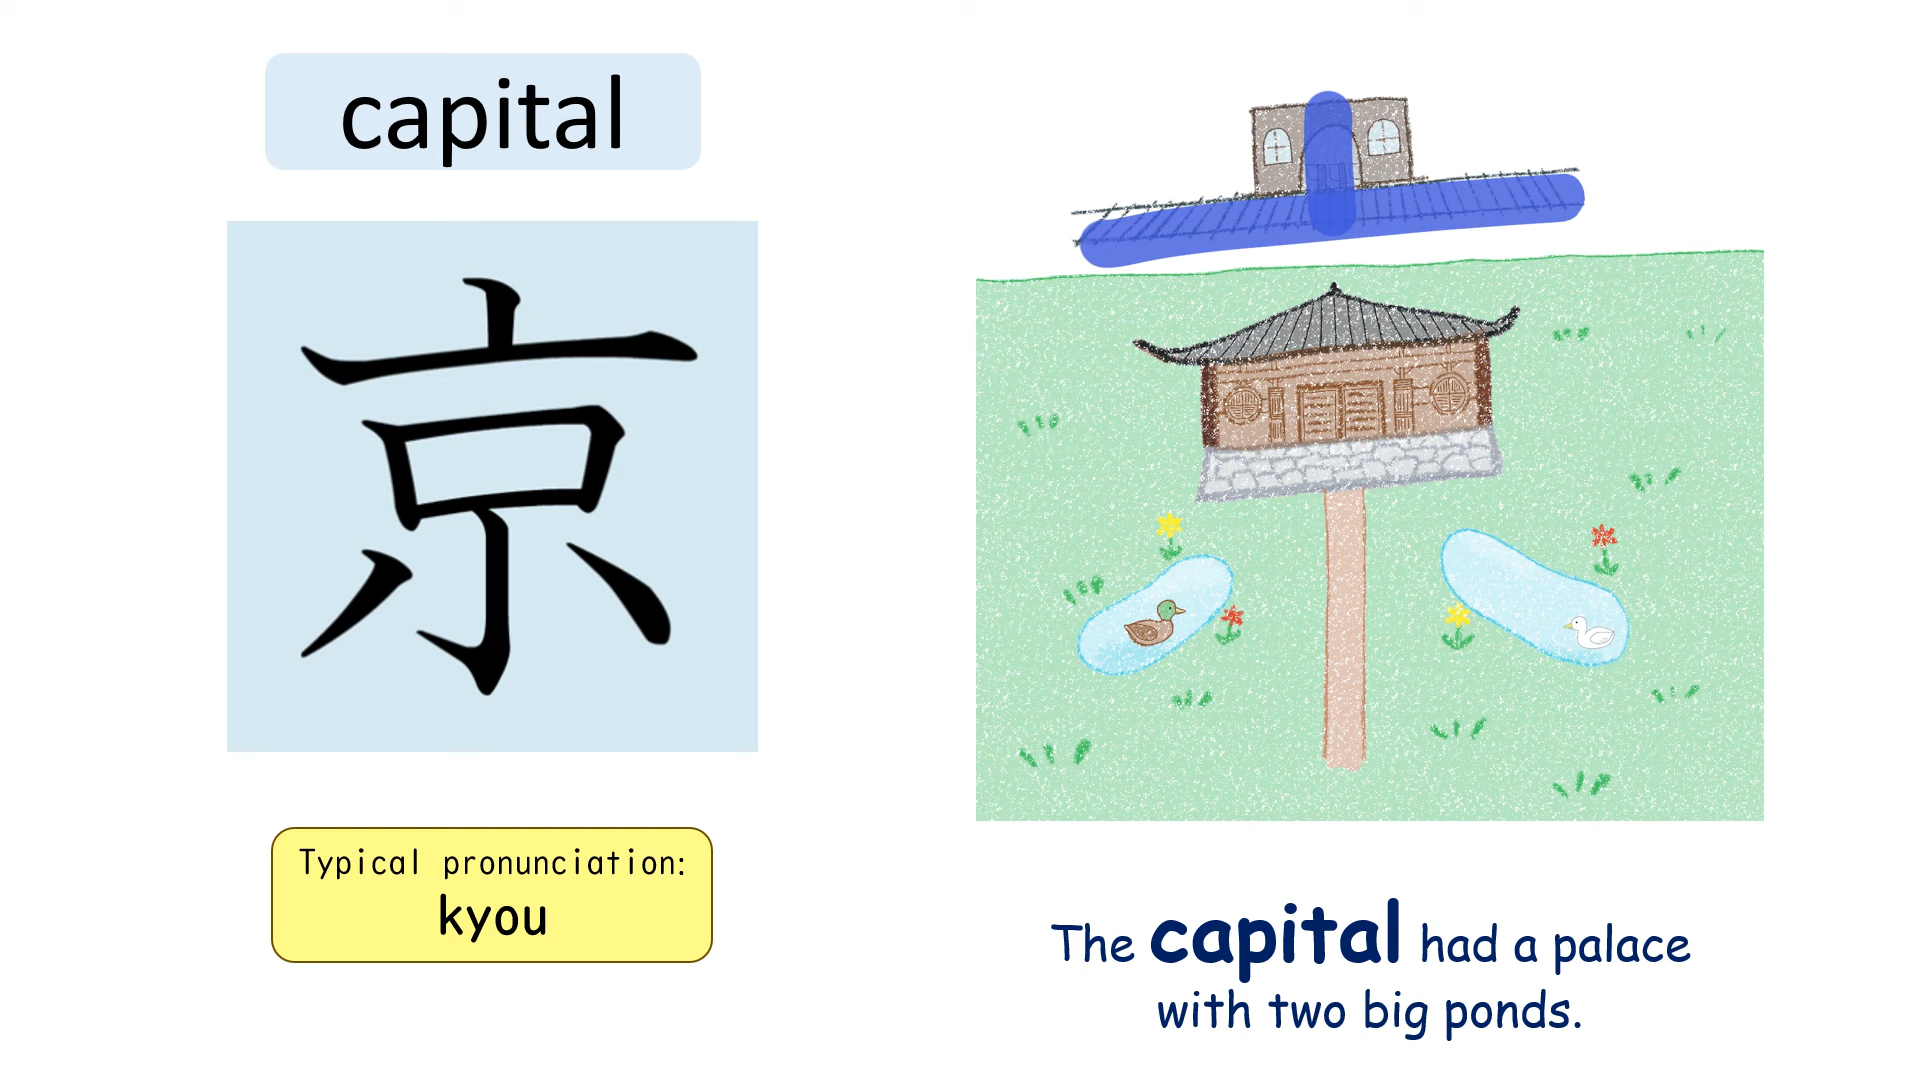 capital
京
Typical pronunciation:
kyou
The capital had a palace
with two big ponds.